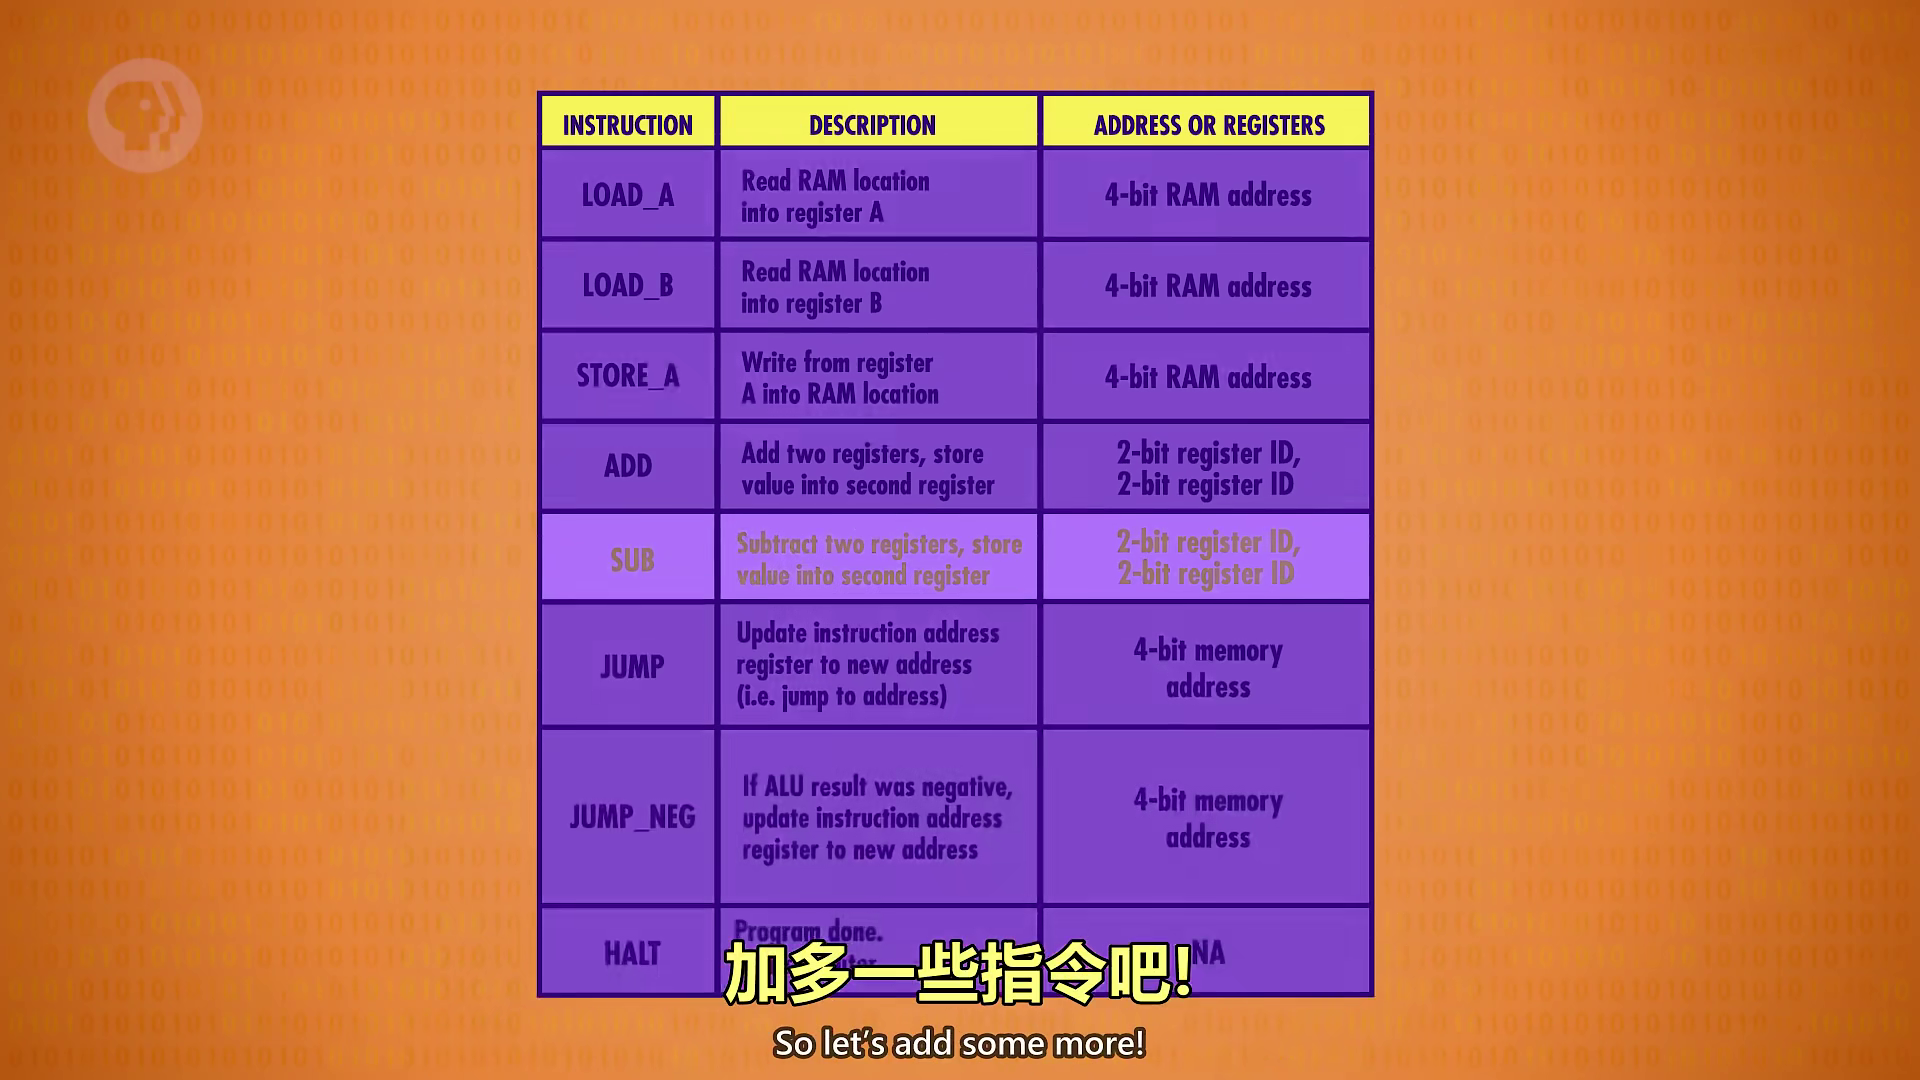 INSTRUCTION
DESCRIPTION
ADDRESS OR REGISTERS
LOAD_A
Read RAM location
into register A
4-bit RAM address
LOAD_B
Read RAM location
into register B
4-bit RAM address
STORE_A
Write from register
A into RAM location
4-bit RAM address
ADD
Add two registers, store
value into second register
2-bit register ID,
2-bit register ID
SUB
Subtract two registers, store
value into second register
2-bit register ID,
2-bit register ID
JUMP
Update instruction address
register to new address
(i.e. jump to address)
4-bit memory
address
JUMP_NEG
If ALU result was negative,
update instruction address
register to new address
4-bit memory
address
HALT
Program done.
NA
加多一些指令吧!
So let's add some more!